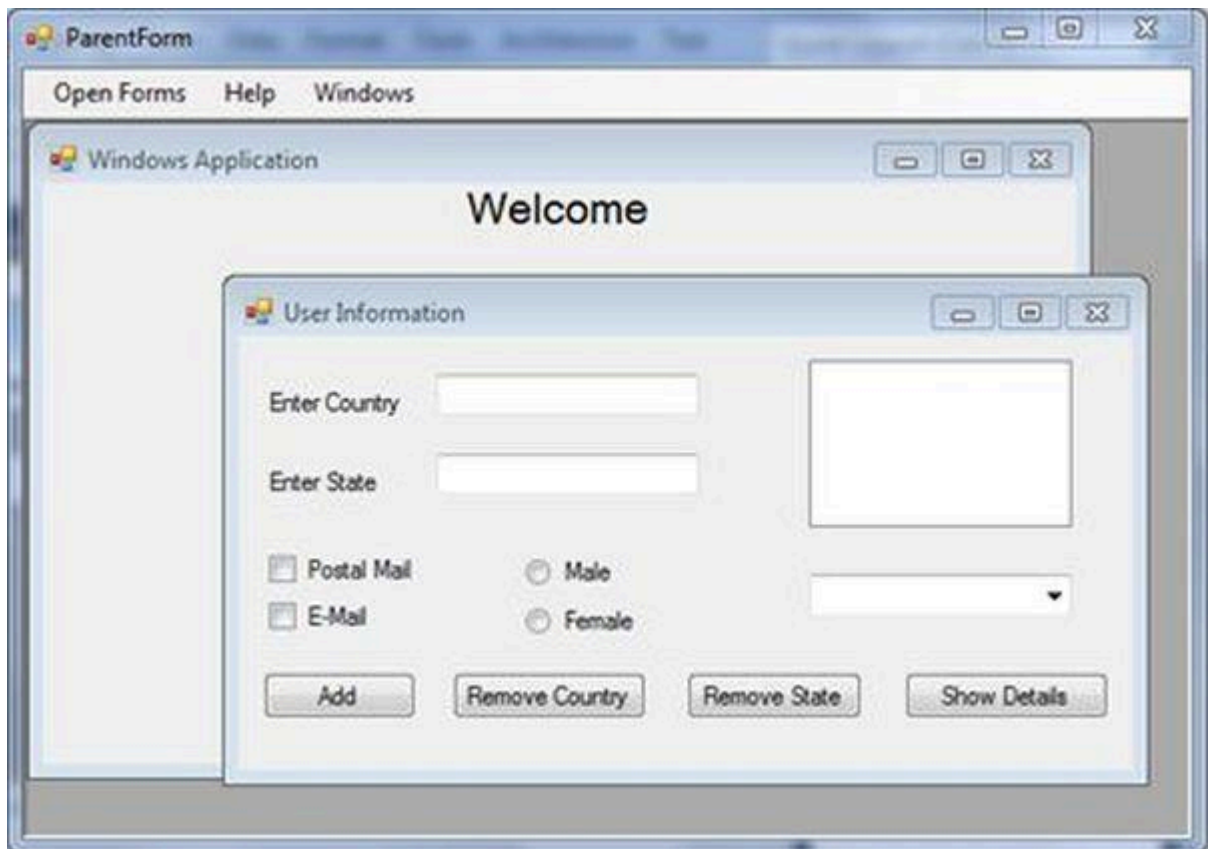 ParentForm
Open Forms Help Windows
Windows Application
Welcome
User Information
Enter Country
Enter State
Postal Mail Male
E-Mail Female
Add Remove Country Remove State Show Details